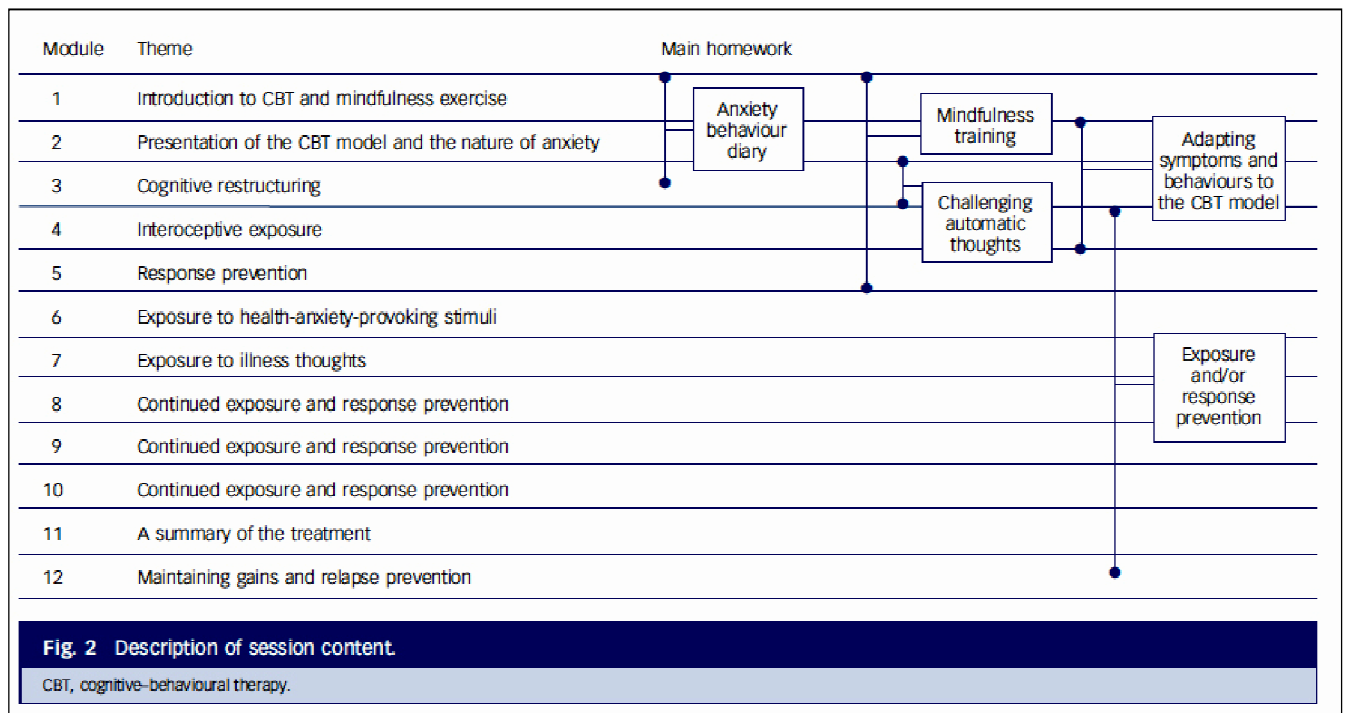 Module Theme Main homework
1 Introduction to CBT and mindfulness exercise
2 Presentation of the CBT model and the nature of anxiety
3 Cognitive restructuring
4 Interoceptive exposure
5 Response prevention
6 Exposure to health-anxiety-provoking stimuli
7 Exposure to illness thoughts
8 Continued exposure and response prevention
9 Continued exposure and response prevention
10 Continued exposure and response prevention
11 A summary of the treatment
12 Maintaining gains and relapse prevention
Anxiety
behaviour
diary
Mindfulness
training
Challenging
automatic
thoughts
Adapting
symptoms and
behaviours to
the CBT model
Exposure
and/or
response
prevention
Fig. 2 Description of session content.
CBT, cognitive–behavioural therapy.